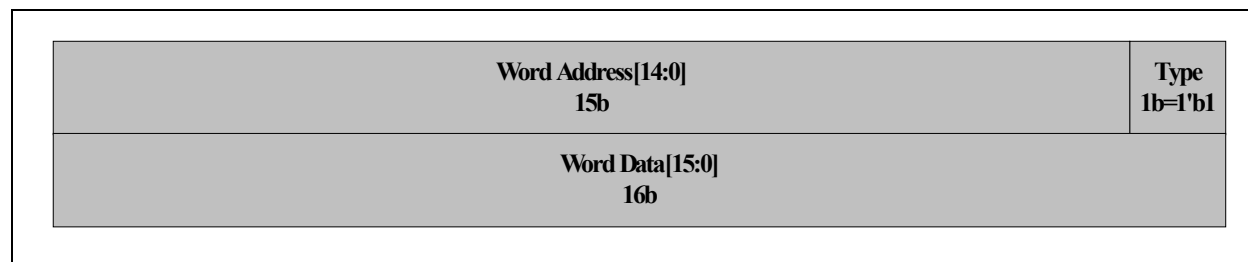 Word Address[14:0]
15b
Type
1b=1'b1
Word Data[15:0]
16b